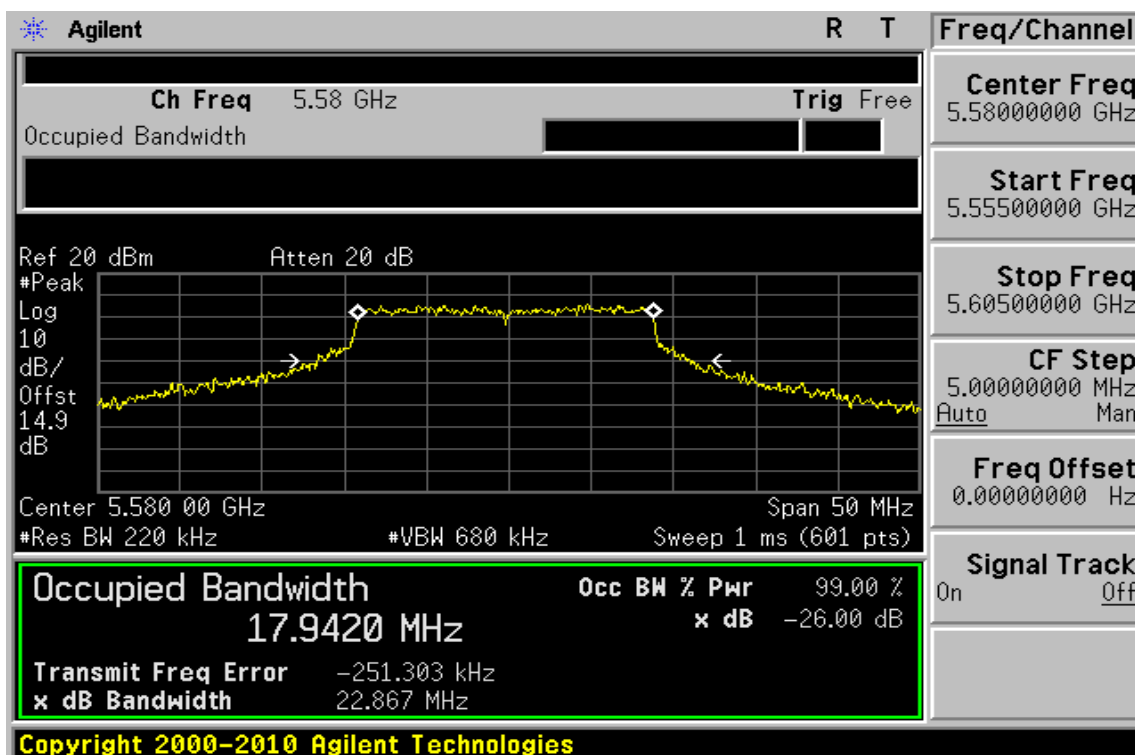 Agilent R T Freq/Channel
Ch Freq 5.58 GHz Trig Free
Occupied Bandwidth
Center Freq
5.58000000 GHz
Start Freq
5.55500000 GHz
Stop Freq
5.60500000 GHz
CF Step
5.00000000 MHz
Auto Man
Freq Offset
0.00000000 Hz
Signal Track
On Off
Ref 20 dBm Atten 20 dB
#Peak
Log
10
dB/
Offst
14.9
dB
Center 5.580 00 GHz Span 50 MHz
#Res BW 220 kHz #VBW 680 kHz Sweep 1 ms (601 pts)
Occupied Bandwidth
17.9420 MHz
Occ BW % Pwr 99.00 %
x dB -26.00 dB
Transmit Freq Error -251.303 kHz
x dB Bandwidth 22.867 MHz
Copyright 2000-2010 Agilent Technologies